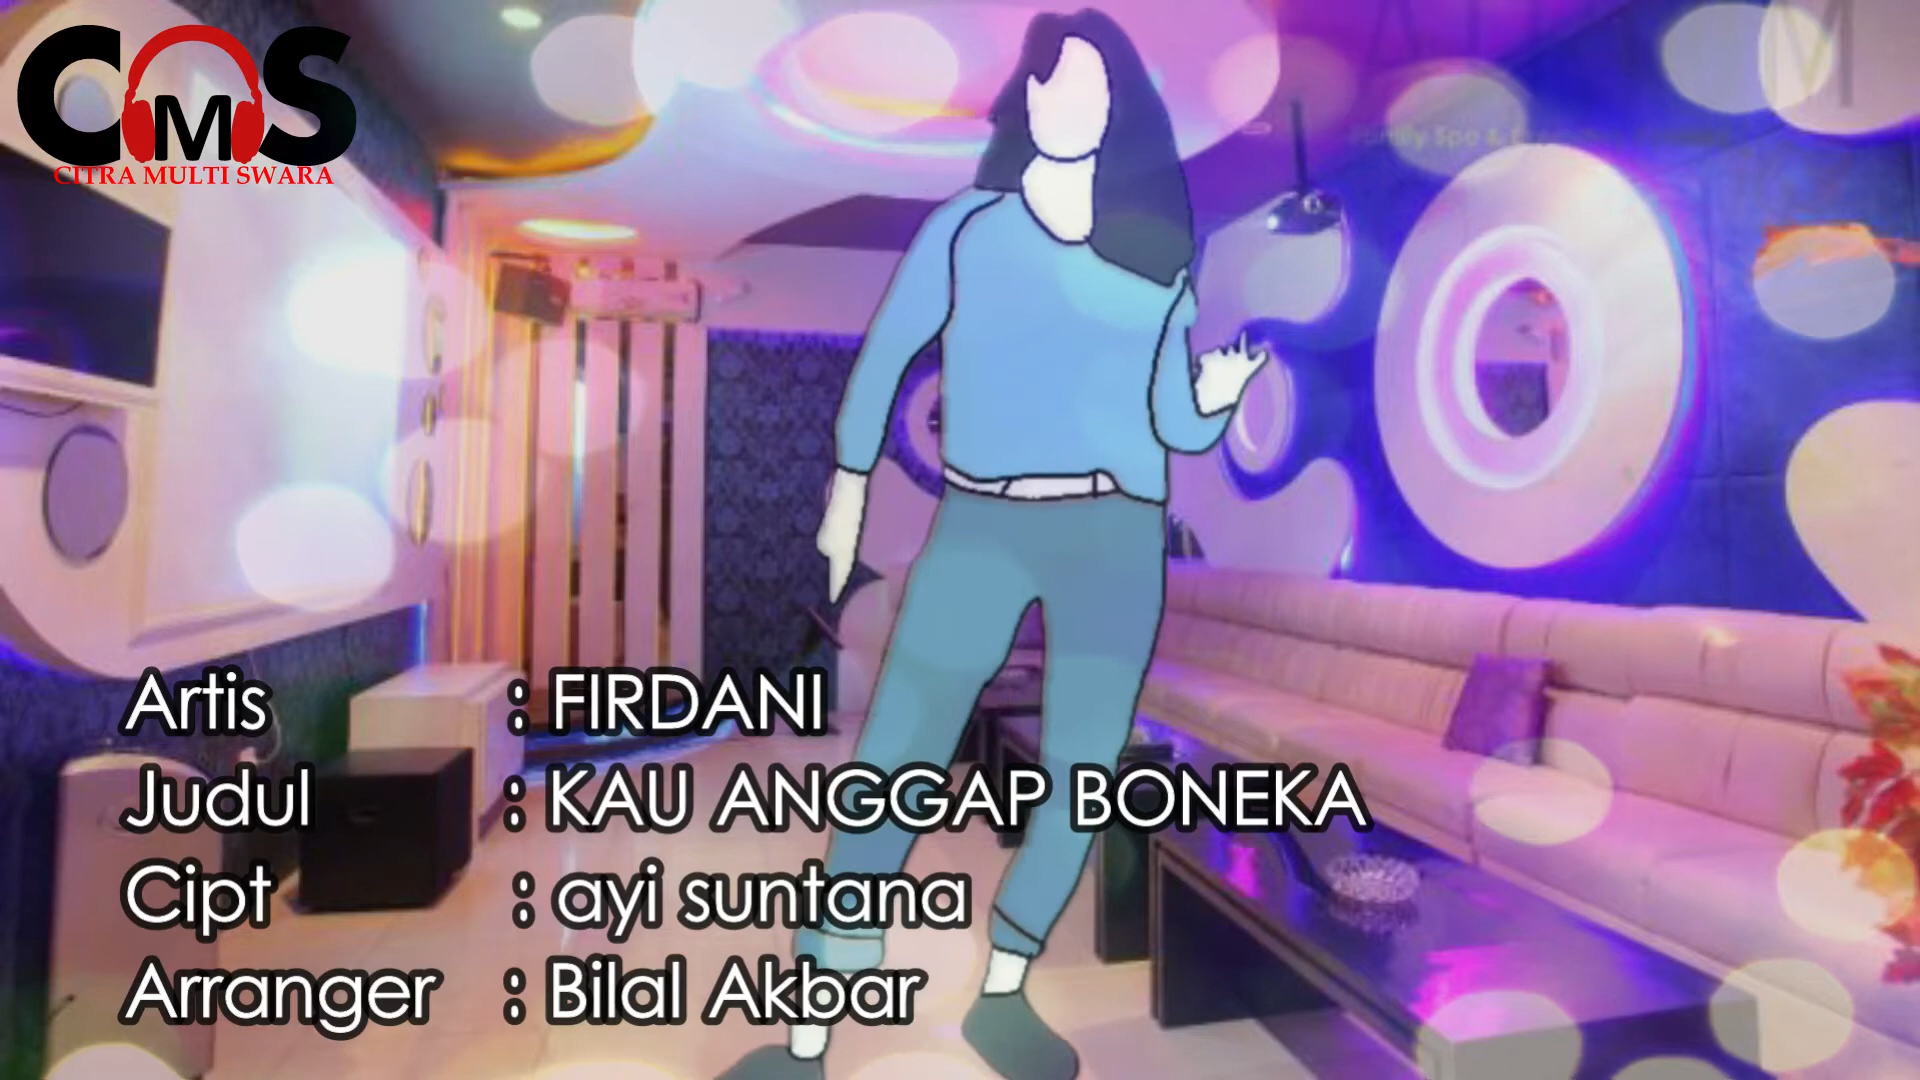 CMS
CITRA MULTI SWARA
Artis : FIRDANI
Judul : KAU ANGGAP BONEKA
Cipt : ayi suntana
Arranger : Bilal Akbar